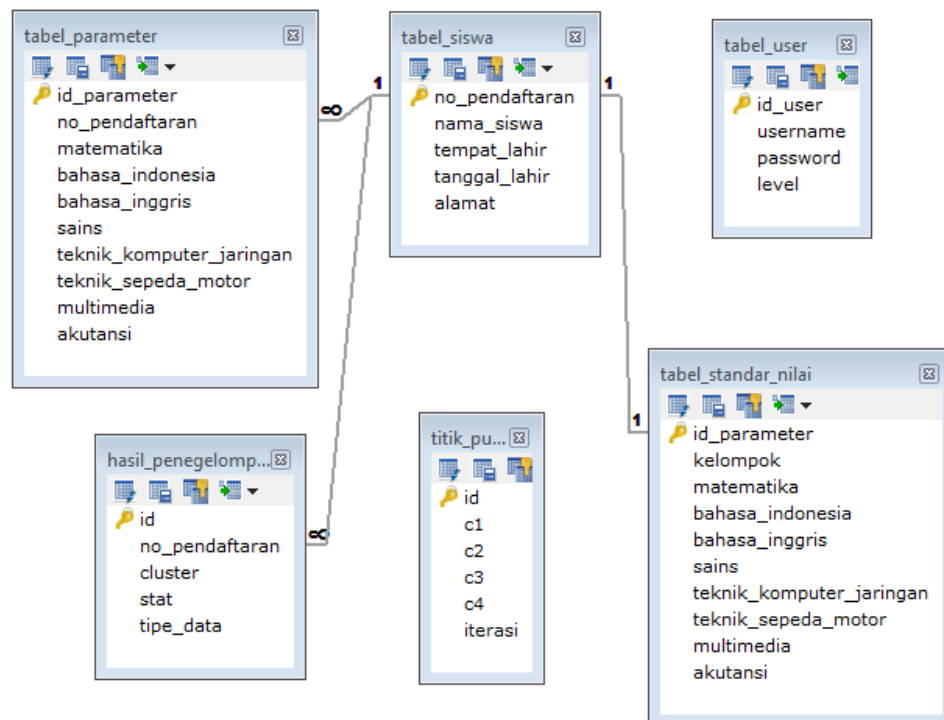 tabel_parameter
id_parameter
no_pendaftaran
matematika
bahasa_indonesia
bahasa_inggris
sains
teknik_komputer_jaringan
teknik_sepeda_motor
multimedia
akutansi
∞
1
tabel_siswa
no_pendaftaran
nama_siswa
tempat_lahir
tanggal_lahir
alamat
1
tabel_user
id_user
username
password
level
hasil_penegelomp...
id
no_pendaftaran
cluster
stat
tipe_data
∞
titik_pu...
id
c1
c2
c3
c4
iterasi
1
tabel_standar_nilai
id_parameter
kelompok
matematika
bahasa_indonesia
bahasa_inggris
sains
teknik_komputer_jaringan
teknik_sepeda_motor
multimedia
akutansi